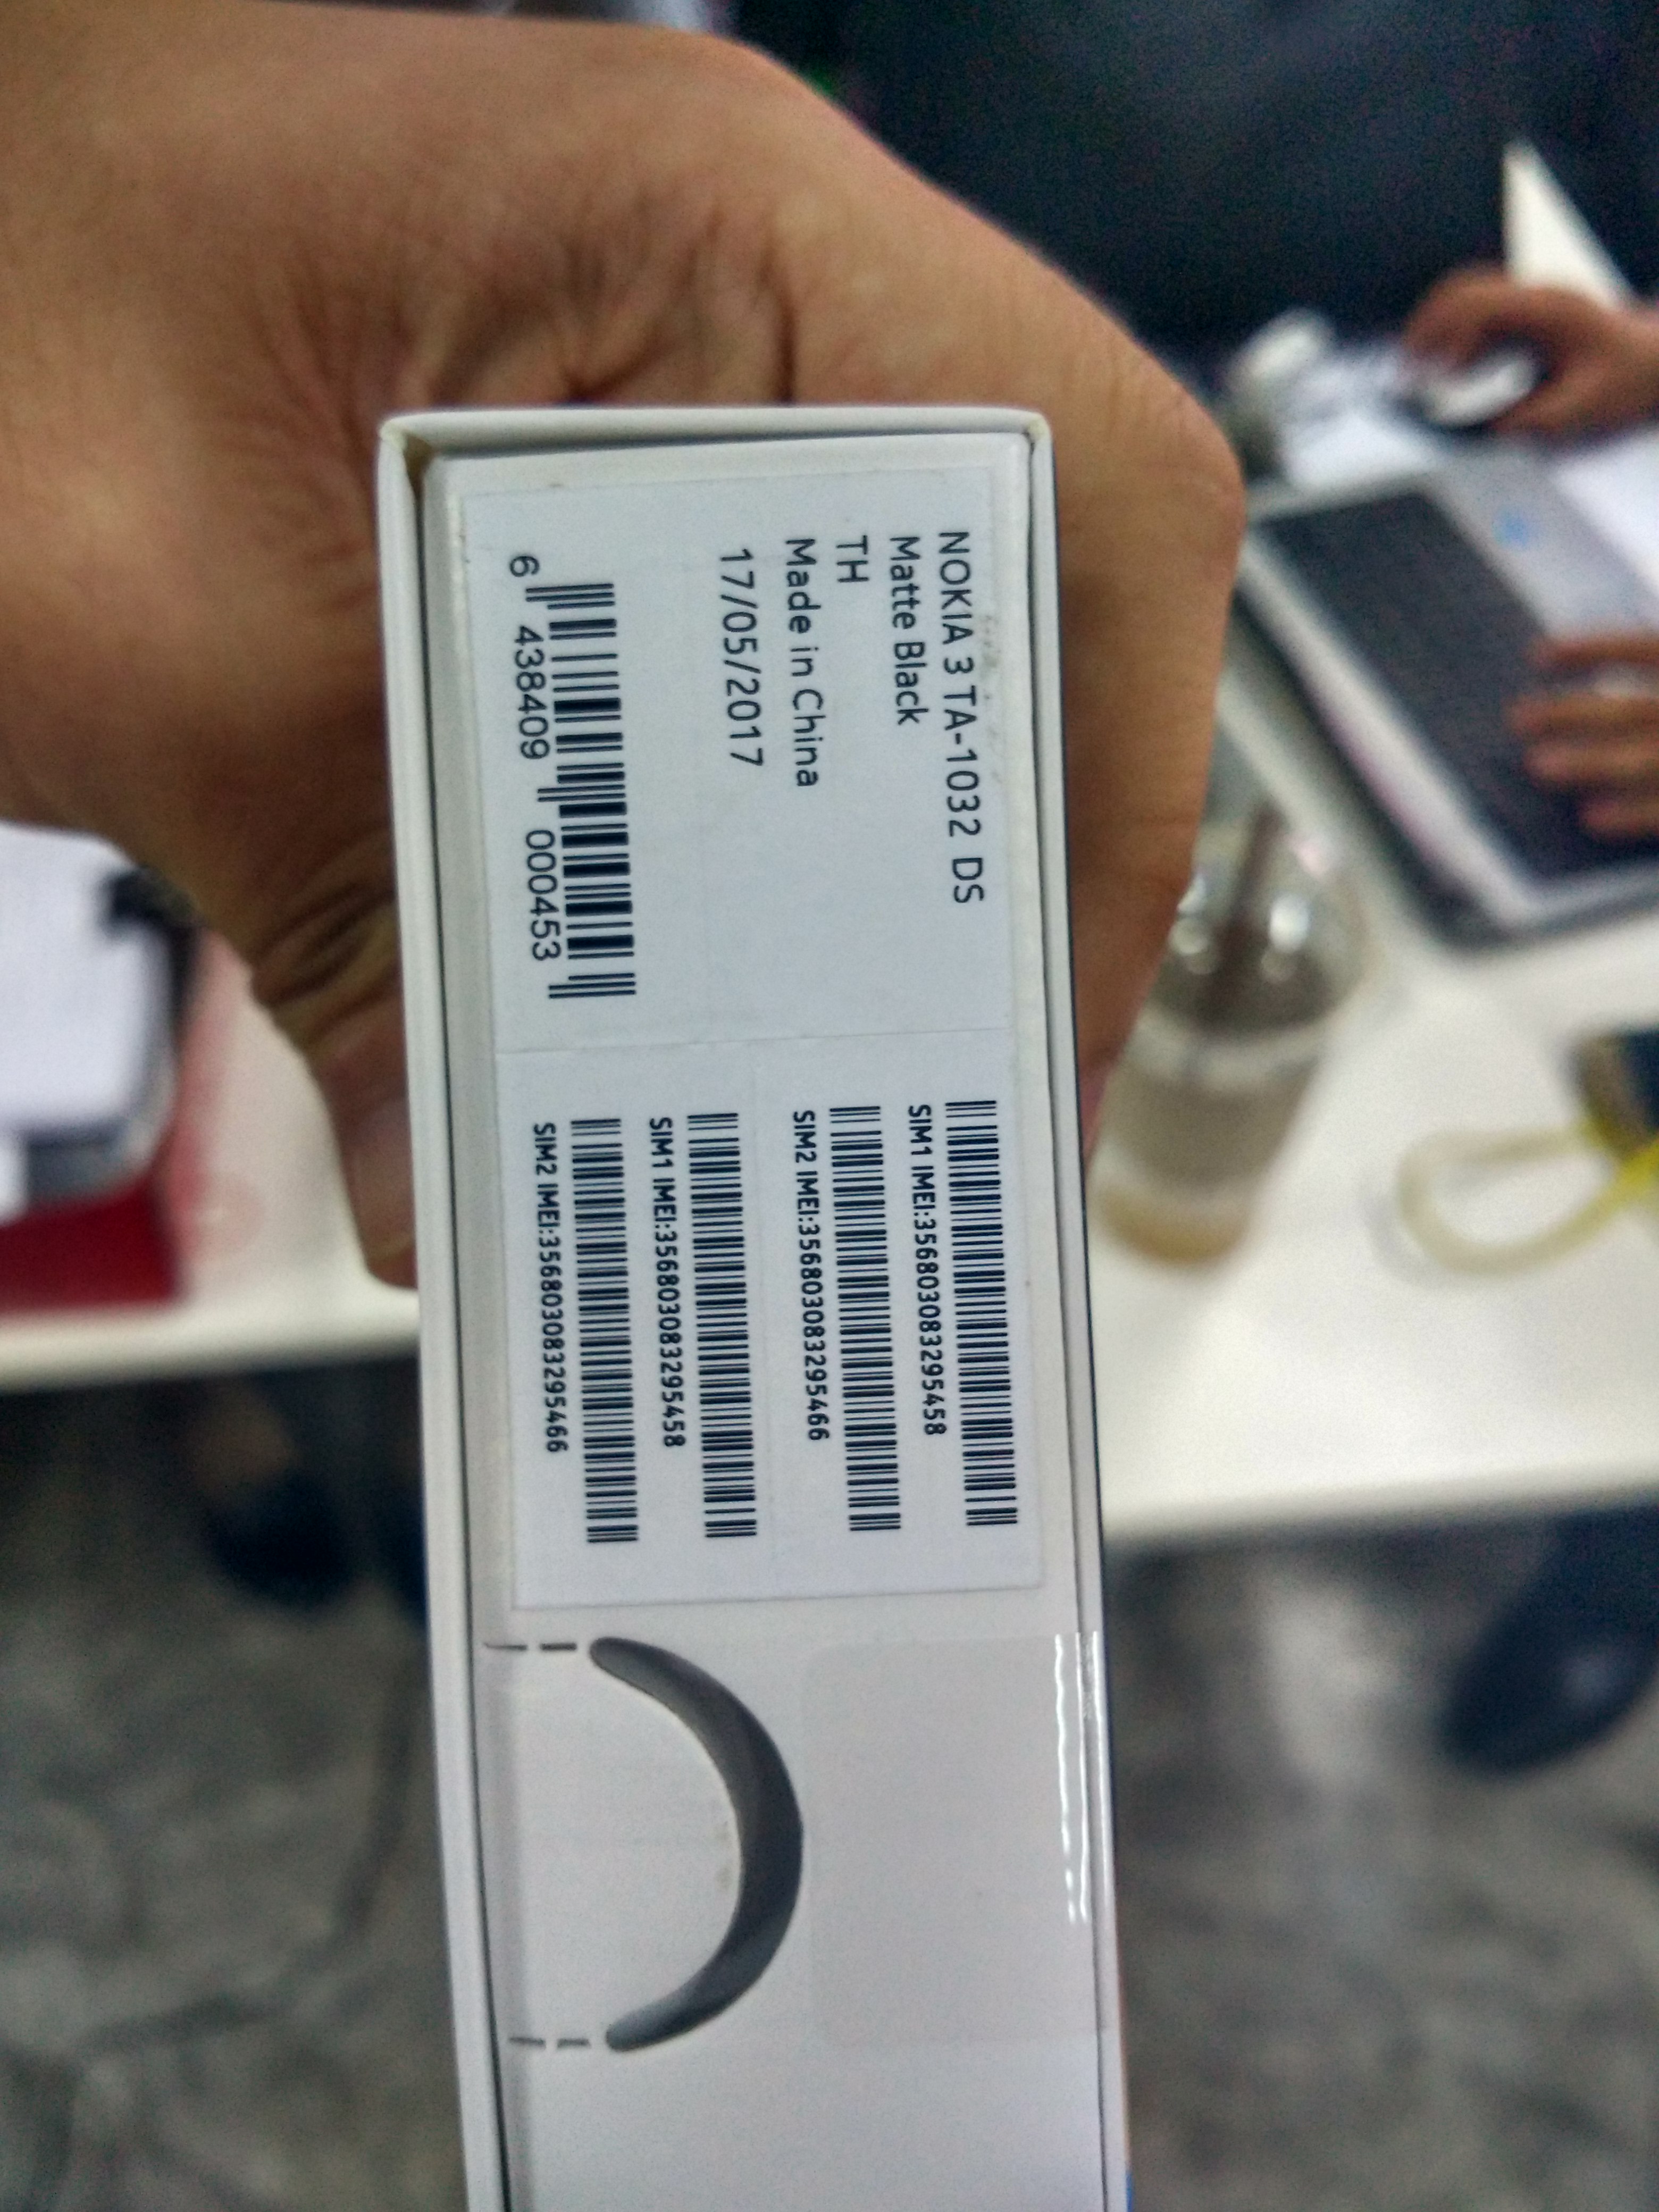 NOKIA 3 TA-1032 DS
Matte Black
TH
Made in China
17/05/2017
6 438409 000453
SIM1 IMEI:356803083295458
SIM2 IMEI:356803083295466
SIM1 IMEI:356803083295458
SIM2 IMEI:356803083295466